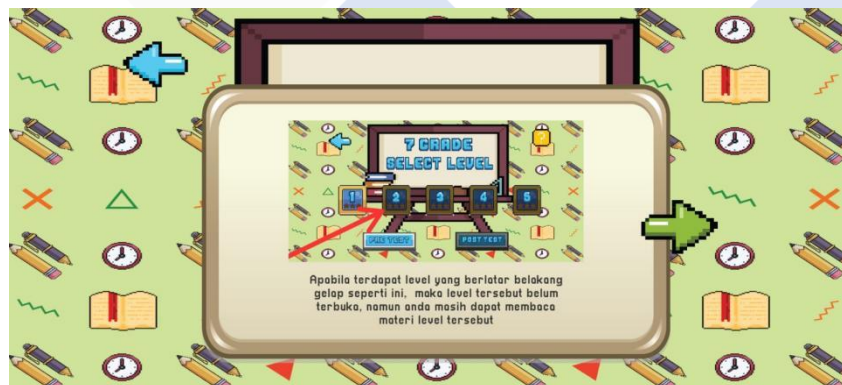 7 GRADE
SELECT LEVEL
1 2 3 4 5
PRE TEST POST TEST
Apabila terdapat level yang berlatar belakang
gelap seperti ini, maka level tersebut belum
terbuka, namun anda masih dapat membaca
materi level tersebut